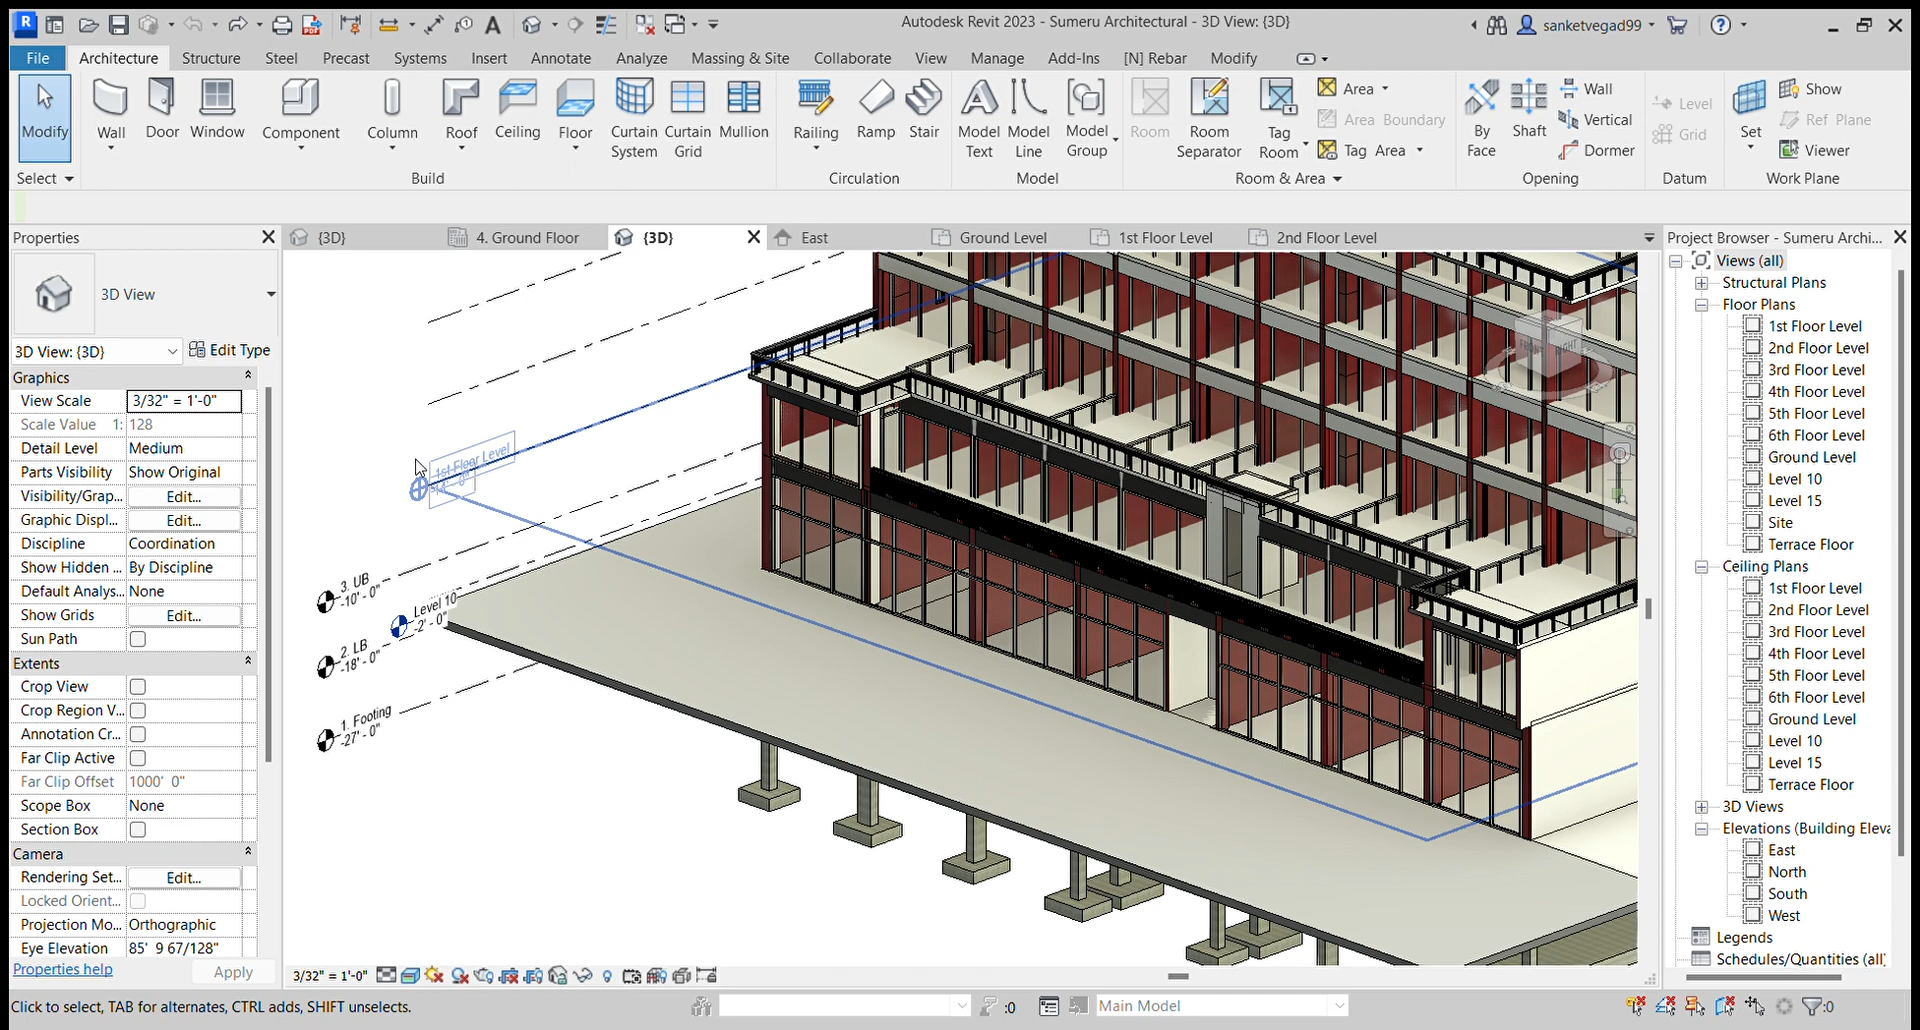 Autodesk Revit 2023 - Sumeru Architectural - 3D View: {3D}
sanketvegad99
File Architecture Structure Steel Precast Systems Insert Annotate Analyze Massing & Site Collaborate View Manage Add-Ins [N] Rebar Modify
Modify
Wall Door Window Component Column Roof Ceiling Floor Curtain System Curtain Grid Mullion
Railing Ramp Stair
Model Text Model Line Model Group
Room Room Separator Tag Room
Area
Area Boundary
Tag Area
By Face Shaft
Wall
Vertical
Dormer
Level
Grid
Set
Show
Ref Plane
Viewer
Select Build Circulation Model Room & Area Opening Datum Work Plane
Properties
{3D} 4. Ground Floor {3D} East Ground Level 1st Floor Level 2nd Floor Level
3D View
3D View: {3D} Edit Type
Graphics
View Scale 3/32" = 1'-0"
Scale Value 1: 128
Detail Level Medium
Parts Visibility Show Original
Visibility/Grap... Edit...
Graphic Displ... Edit...
Discipline Coordination
Show Hidden ... By Discipline
Default Analys... None
Show Grids Edit...
Sun Path
Extents
Crop View
Crop Region V...
Annotation Cr...
Far Clip Active
Far Clip Offset 1000' 0"
Scope Box None
Section Box
Camera
Rendering Set... Edit...
Locked Orient...
Projection Mo... Orthographic
Eye Elevation 85' 9 67/128"
Properties help Apply
1st Floor Level
3. UB
-10' - 0"
Level 10
-2' - 0"
2. LB
-18' - 0"
1. Footing
-27' - 0"
FRONT RIGHT
3/32" = 1'-0"
Project Browser - Sumeru Archi...
Views (all)
Structural Plans
Floor Plans
1st Floor Level
2nd Floor Level
3rd Floor Level
4th Floor Level
5th Floor Level
6th Floor Level
Ground Level
Level 10
Level 15
Site
Terrace Floor
Ceiling Plans
1st Floor Level
2nd Floor Level
3rd Floor Level
4th Floor Level
5th Floor Level
6th Floor Level
Ground Level
Level 10
Level 15
Terrace Floor
3D Views
Elevations (Building Eleva
East
North
South
West
Legends
Schedules/Quantities (all)
Click to select, TAB for alternates, CTRL adds, SHIFT unselects.
:0
Main Model
:0